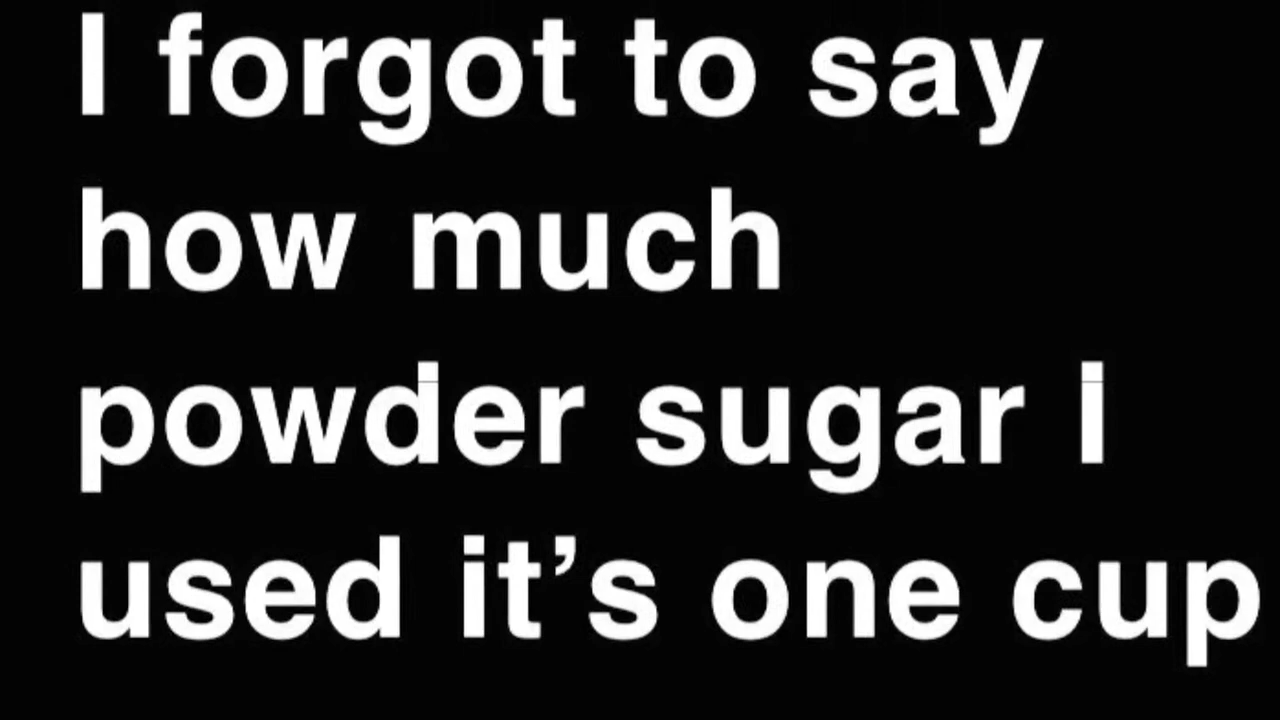 I forgot to say
how much
powder sugar I
used it’s one cup